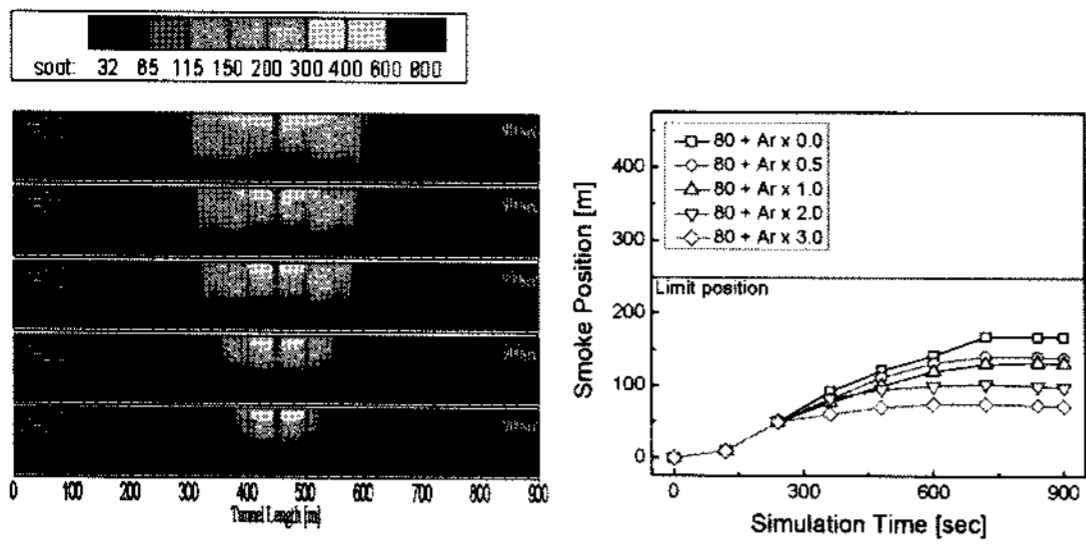 soot: 32 65 115 150 200 300 400 600 800
0 100 200 300 400 500 600 700 800 900
Tunnel Length [m]
80 + Ar x 0.0
80 + Ar x 0.5
80 + Ar x 1.0
80 + Ar x 2.0
80 + Ar x 3.0
Limit position
Smoke Position [m]
400
300
200
100
0
0 300 600 900
Simulation Time [sec]